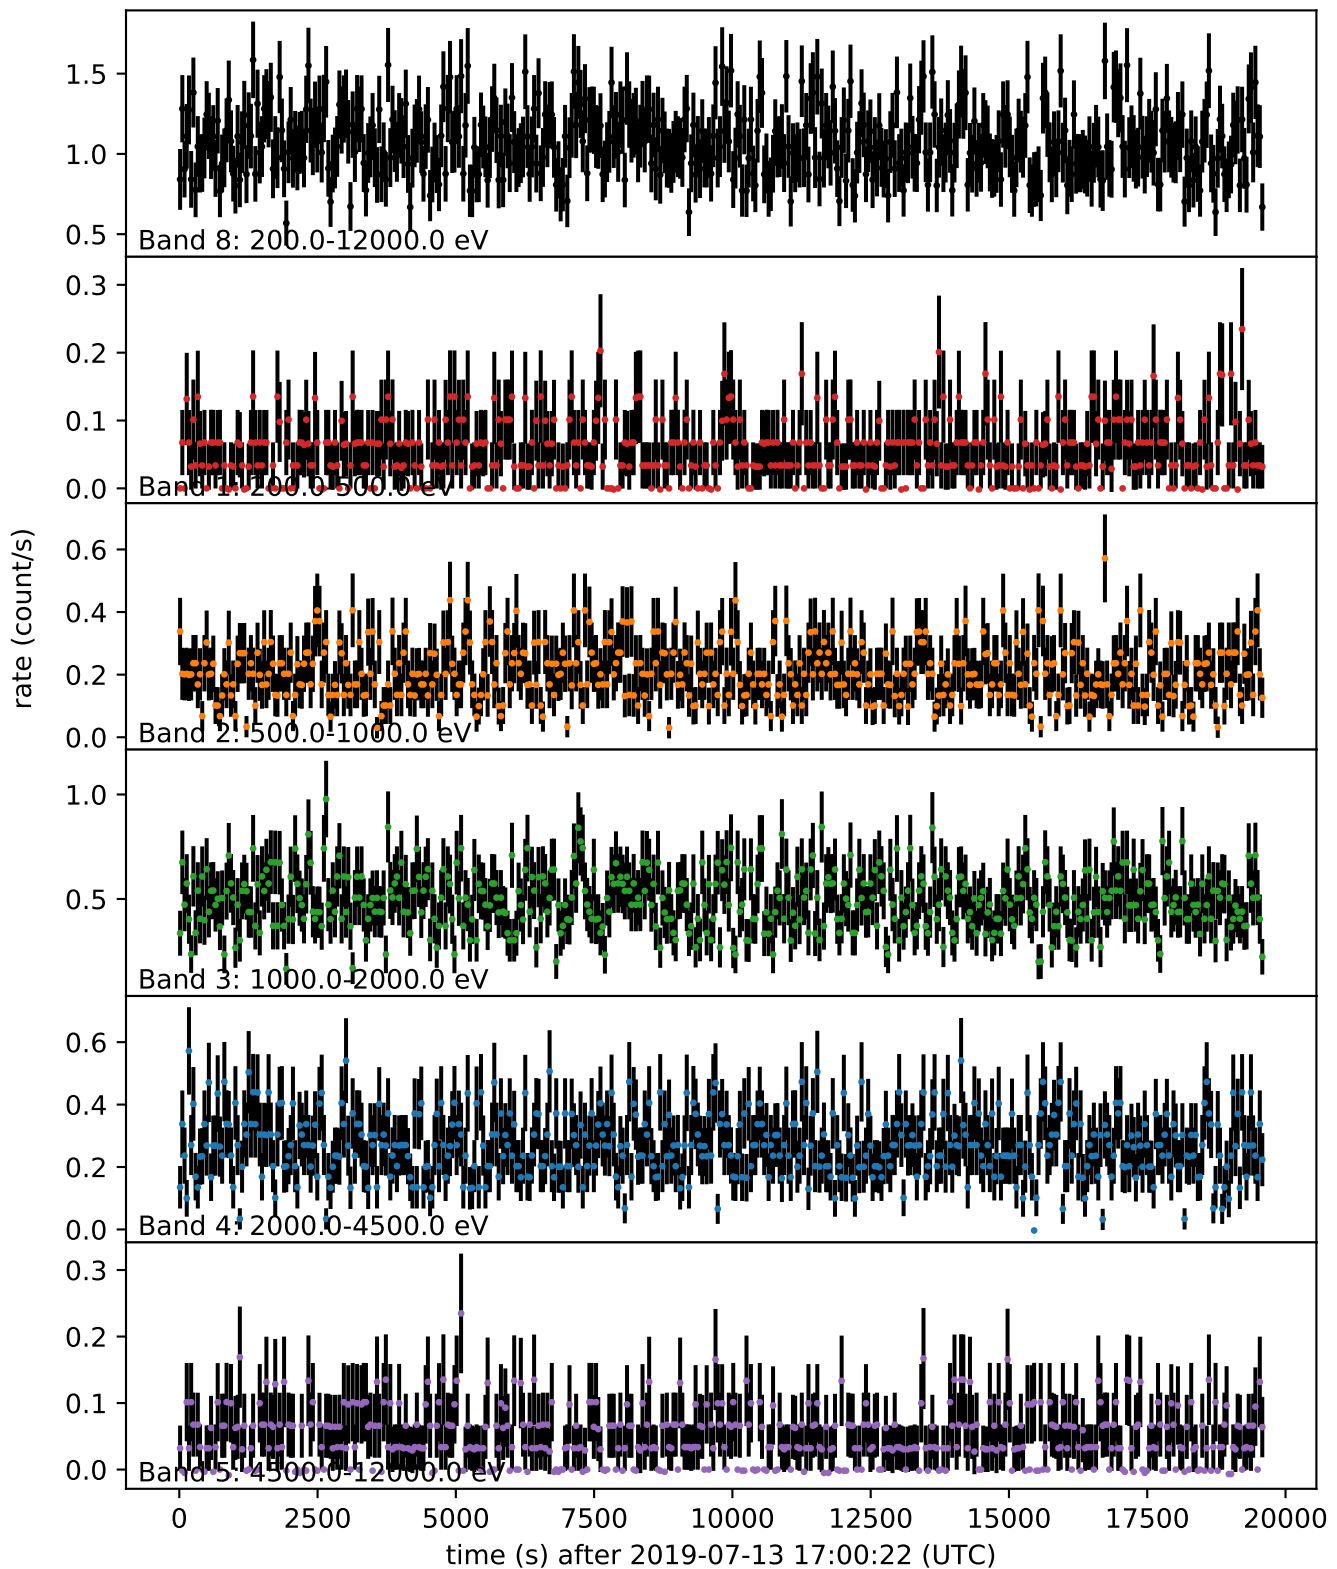 1.5
1.0
0.5
Band 8: 200.0-12000.0 eV
0.3
0.2
0.1
0.0
Band 1: 200.0-500.0 eV
0.6
0.4
0.2
0.0
Band 2: 500.0-1000.0 eV
rate (count/s)
1.0
0.5
Band 3: 1000.0-2000.0 eV
0.6
0.4
0.2
0.0
Band 4: 2000.0-4500.0 eV
0.3
0.2
0.1
0.0
Band 5: 4500.0-12000.0 eV
0 2500 5000 7500 10000 12500 15000 17500 20000
time (s) after 2019-07-13 17:00:22 (UTC)